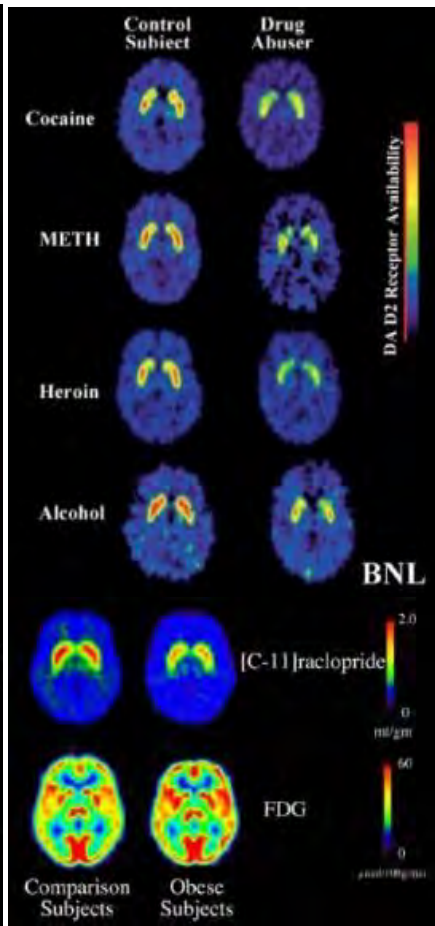 Control
Subject
Drug
Abuser
Cocaine
METH
Heroin
Alcohol
DA D2 Receptor Availability
BNL
[C-11]raclopride
2.0
0
ml/gm
FDG
60
0
Comparison
Subjects
Obese
Subjects